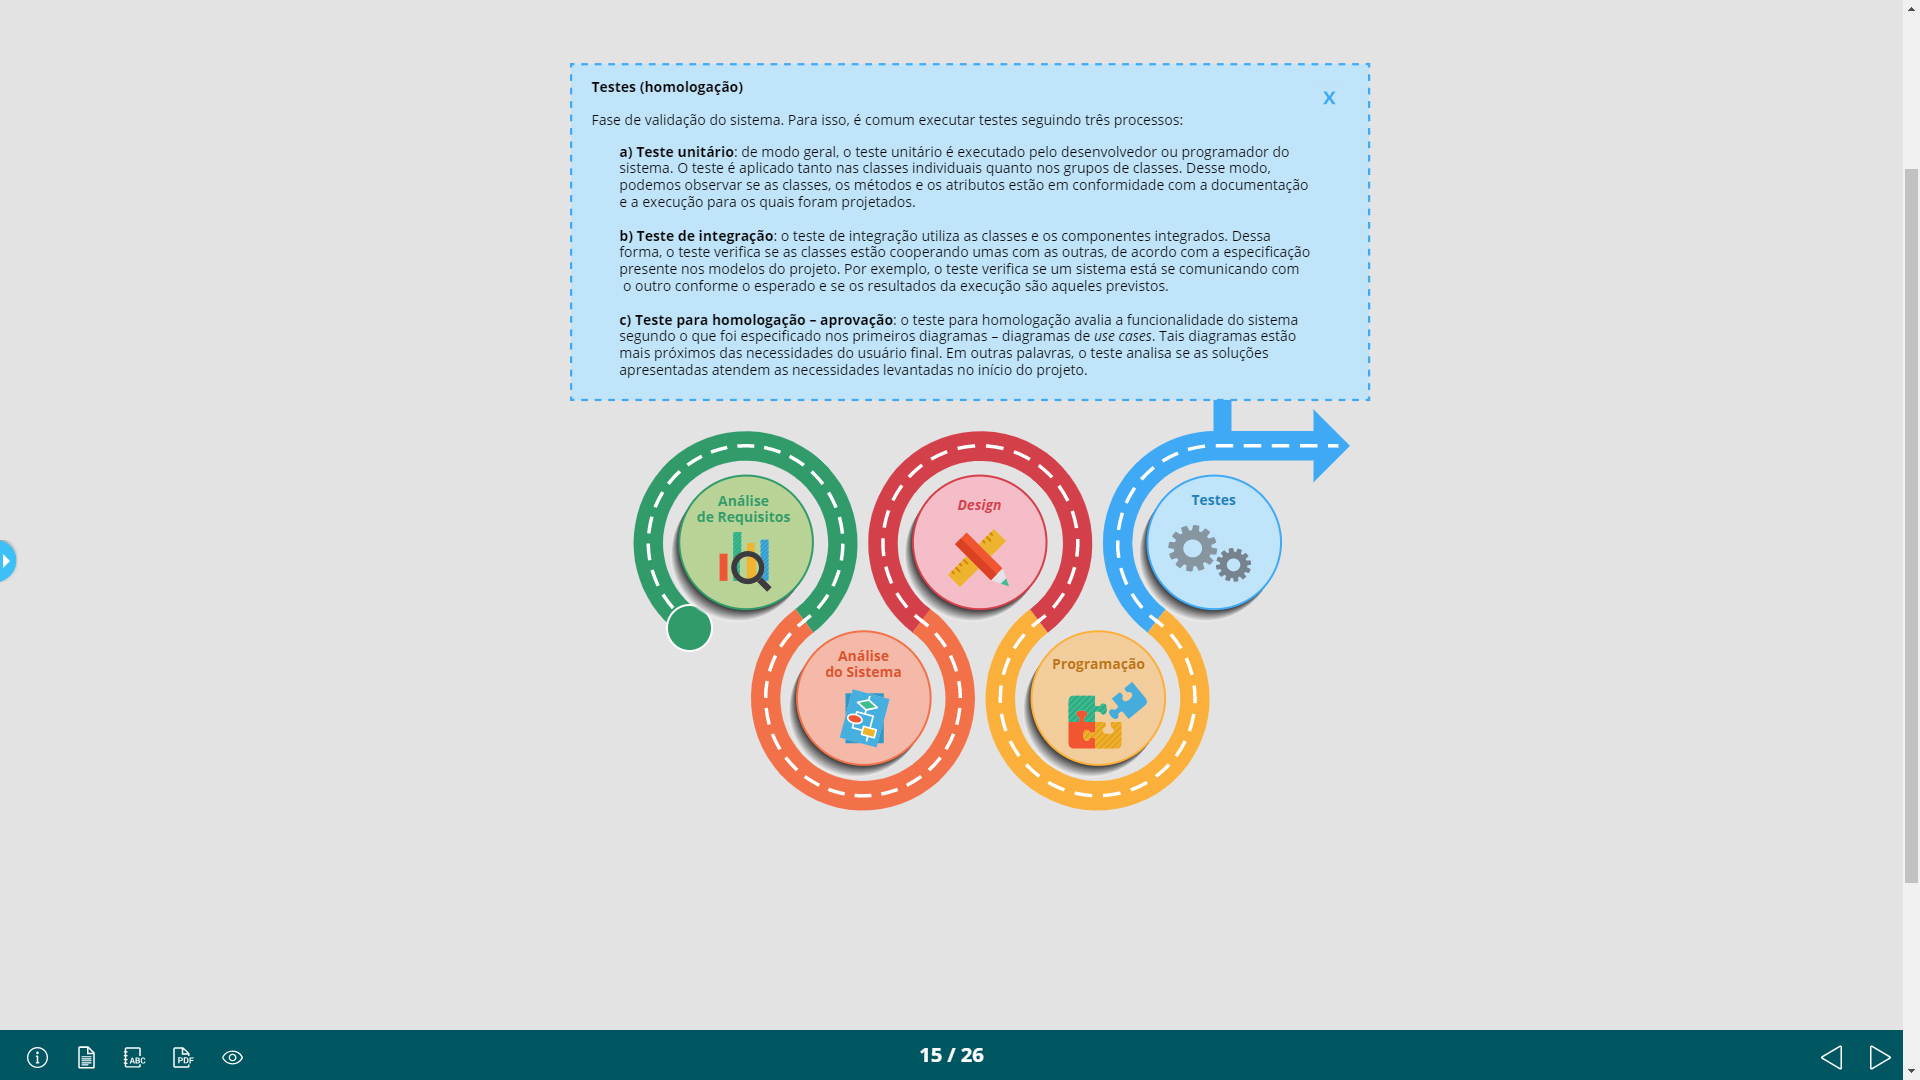 Testes (homologação)
X
Fase de validação do sistema. Para isso, é comum executar testes seguindo três processos:
a) Teste unitário: de modo geral, o teste unitário é executado pelo desenvolvedor ou programador do
sistema. O teste é aplicado tanto nas classes individuais quanto nos grupos de classes. Desse modo,
podemos observar se as classes, os métodos e os atributos estão em conformidade com a documentação
e a execução para os quais foram projetados.
b) Teste de integração: o teste de integração utiliza as classes e os componentes integrados. Dessa
forma, o teste verifica se as classes estão cooperando umas com as outras, de acordo com a especificação
presente nos modelos do projeto. Por exemplo, o teste verifica se um sistema está se comunicando com
o outro conforme o esperado e se os resultados da execução são aqueles previstos.
c) Teste para homologação – aprovação: o teste para homologação avalia a funcionalidade do sistema
segundo o que foi especificado nos primeiros diagramas – diagramas de use cases. Tais diagramas estão
mais próximos das necessidades do usuário final. Em outras palavras, o teste analisa se as soluções
apresentadas atendem as necessidades levantadas no início do projeto.
Análise
de Requisitos
Design
Testes
Análise
do Sistema
Programação
ABC
PDF
15 / 26